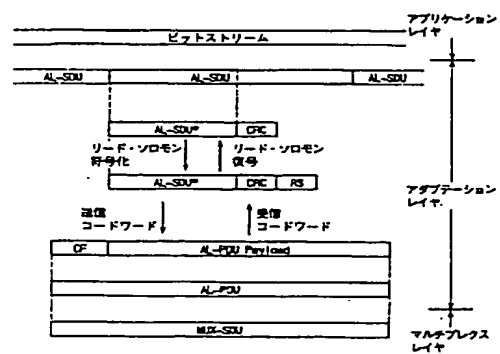 アプリケーション
レイヤ
ビットストリーム
AL-SDU AL-SDU AL-SDU
AL-SDU* CRC
リード・ソロモン
符号化
リード・ソロモン
復号
AL-SDU* CRC RS
アダプテーション
レイヤ
送信
コードワード
受信
コードワード
CF AL-PDU Payload
AL-PDU
MUX-SDU
マルチプレクス
レイヤ